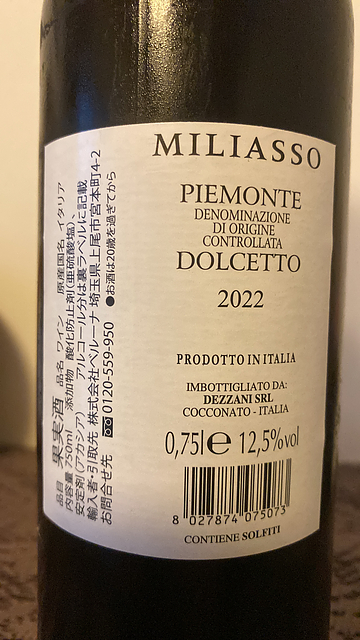 MILIASSO
PIEMONTE
DENOMINAZIONE
DI ORIGINE
CONTROLLATA
DOLCETTO
2022
PRODOTTO IN ITALIA
IMBOTTIGLIATO DA:
DEZZANI SRL
COCCONATO - ITALIA
0,75l e 12,5% vol
8 027874 075073
CONTIENE SOLFITI
品目 果実酒 品名 ワイン 原産国名 イタリア
内容量 750ml 添加物 酸化防止剤(亜硫酸塩)、
安定剤(アカシア) アルコール分は裏ラベルに記載
輸入者・引取先 株式会社ベルーナ 埼玉県上尾市宮本町4-2
お問合せ先 0120-559-950 ●お酒は20歳を過ぎてから